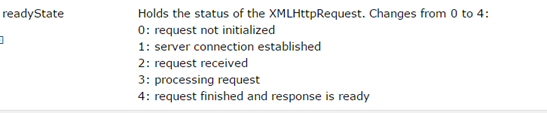 readyState Holds the status of the XMLHttpRequest. Changes from 0 to 4:
0: request not initialized
1: server connection established
2: request received
3: processing request
4: request finished and response is ready